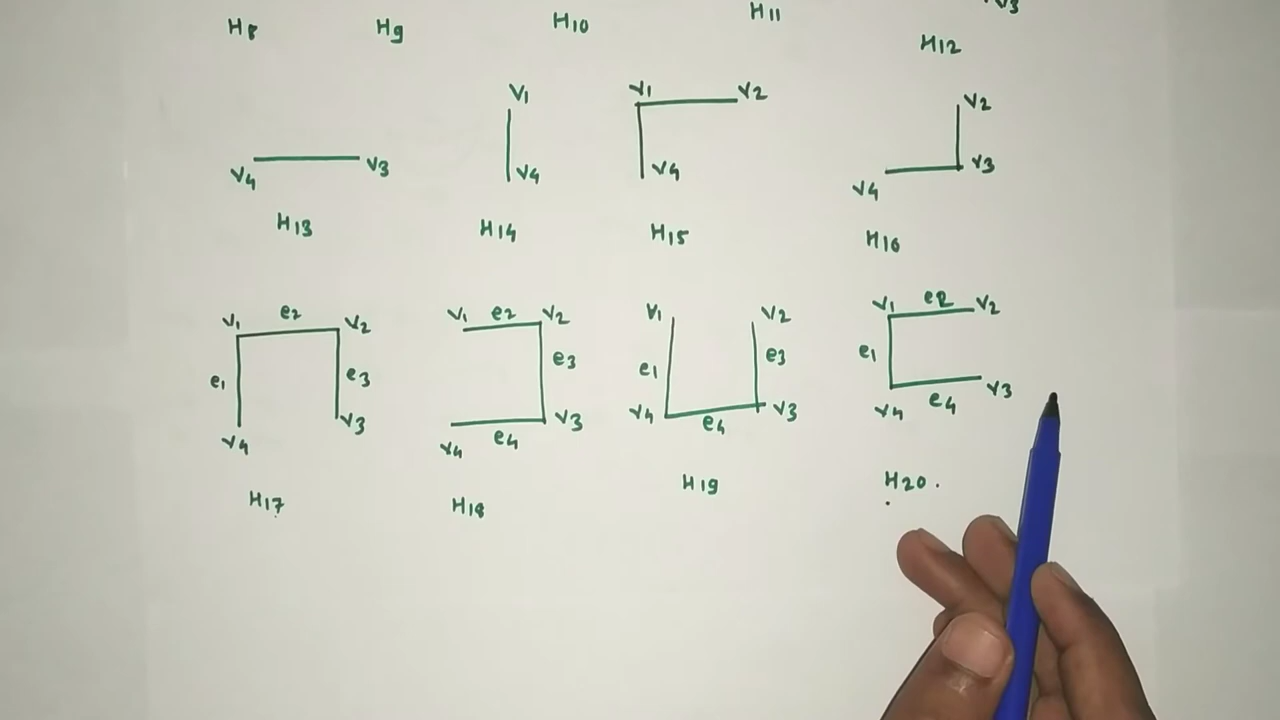 H8 H9 H10 H11 V3
H12
V1 V1 V2 V2
V4 V3 V4 V4 V4 V3
H13 H14 H15 H16
V1 e2 V2 V1 e2 V2 V1 V2 V1 e2 V2
e1 e3 e3 e1 e3 e1
V4 V3 V4 e4 V3 V4 e4 V3 V4 e4 V3
H17 H18 H19 H20.